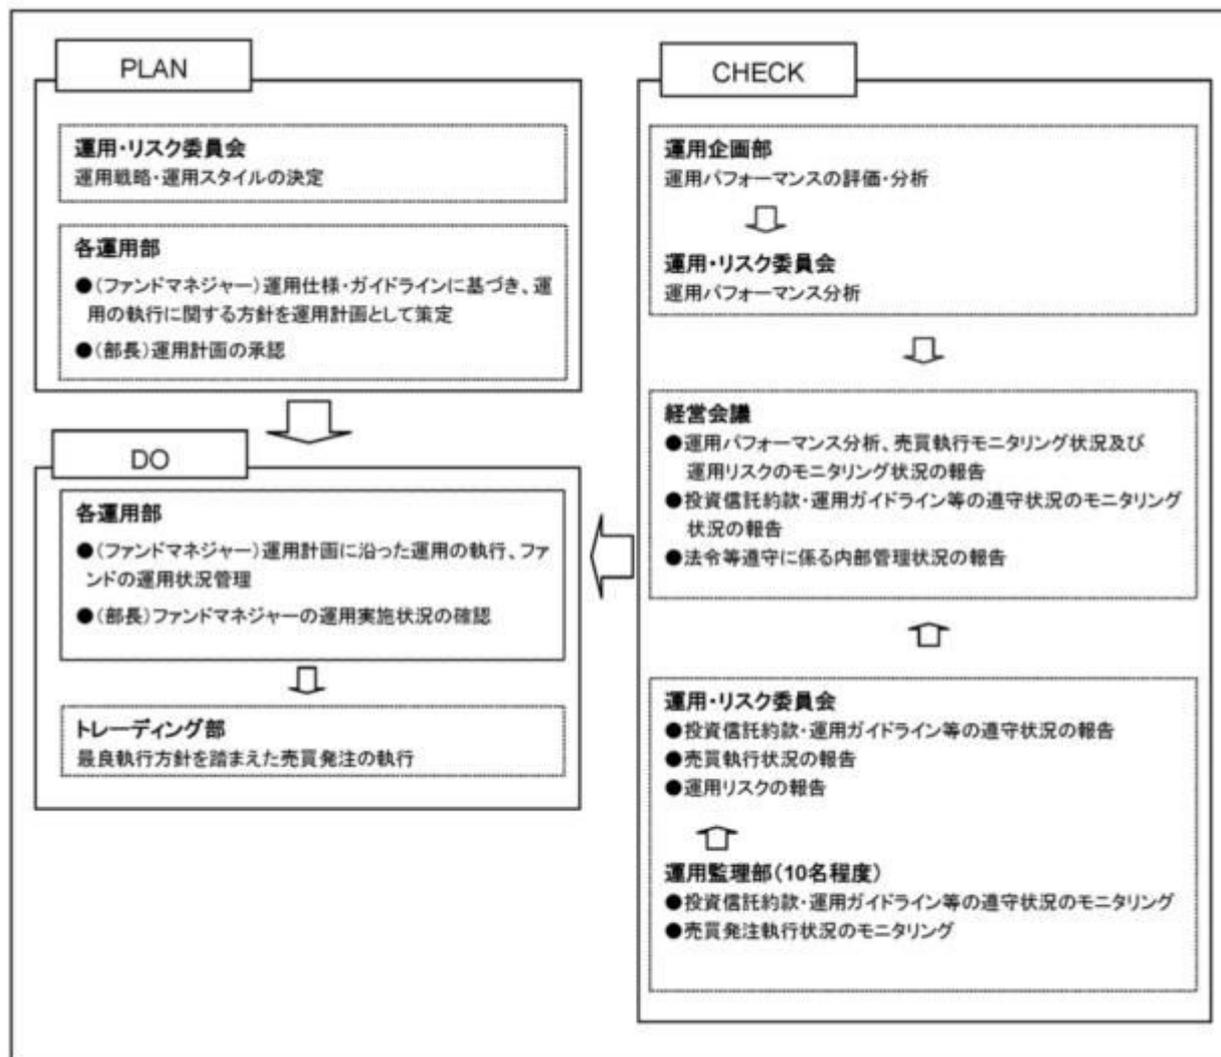 PLAN
運用・リスク委員会
運用戦略・運用スタイルの決定
各運用部
●(ファンドマネジャー)運用仕様・ガイドラインに基づき、運
用の執行に関する方針を運用計画として策定
●(部長)運用計画の承認
DO
各運用部
●(ファンドマネジャー)運用計画に沿った運用の執行、ファ
ンドの運用状況管理
●(部長)ファンドマネジャーの運用実施状況の確認
トレーディング部
最良執行方針を踏まえた売買発注の執行
CHECK
運用企画部
運用パフォーマンスの評価・分析
運用・リスク委員会
運用パフォーマンス分析
経営会議
●運用パフォーマンス分析、売買執行モニタリング状況及び
運用リスクのモニタリング状況の報告
●投資信託約款・運用ガイドライン等の遵守状況のモニタリング
状況の報告
●法令等遵守に係る内部管理状況の報告
運用・リスク委員会
●投資信託約款・運用ガイドライン等の遵守状況の報告
●売買執行状況の報告
●運用リスクの報告
運用監理部(10名程度)
●投資信託約款・運用ガイドライン等の遵守状況のモニタリング
●売買発注執行状況のモニタリング